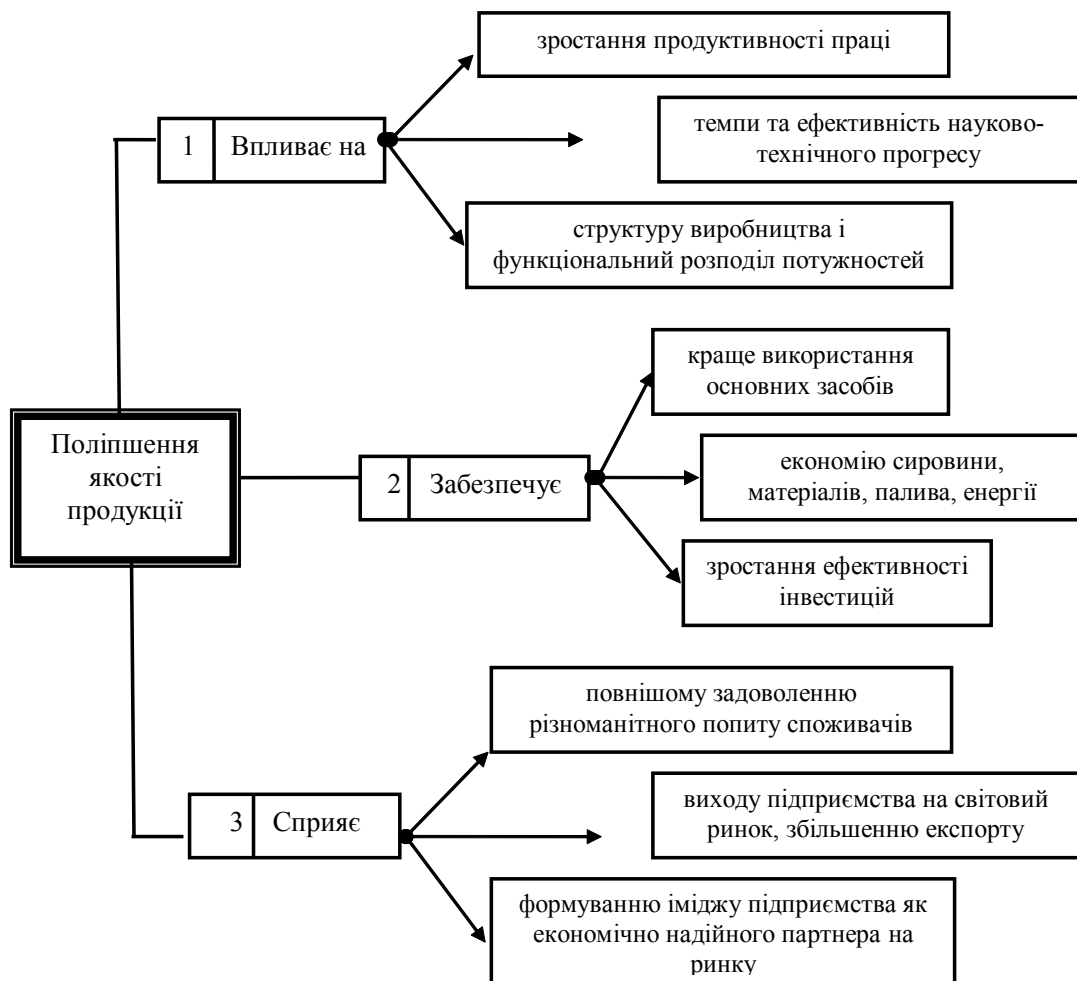 зростання продуктивності праці
темпи та ефективність науково-
технічного прогресу
1 Впливає на
структуру виробництва і
функціональний розподіл потужностей
краще використання
основних засобів
Поліпшення
якості
продукції
2 Забезпечує
економію сировини,
матеріалів, палива, енергії
зростання ефективності
інвестицій
повнішому задоволенню
різноманітного попиту споживачів
3 Сприяє
виходу підприємства на світовий
ринок, збільшенню експорту
формуванню іміджу підприємства як
економічно надійного партнера на
ринку